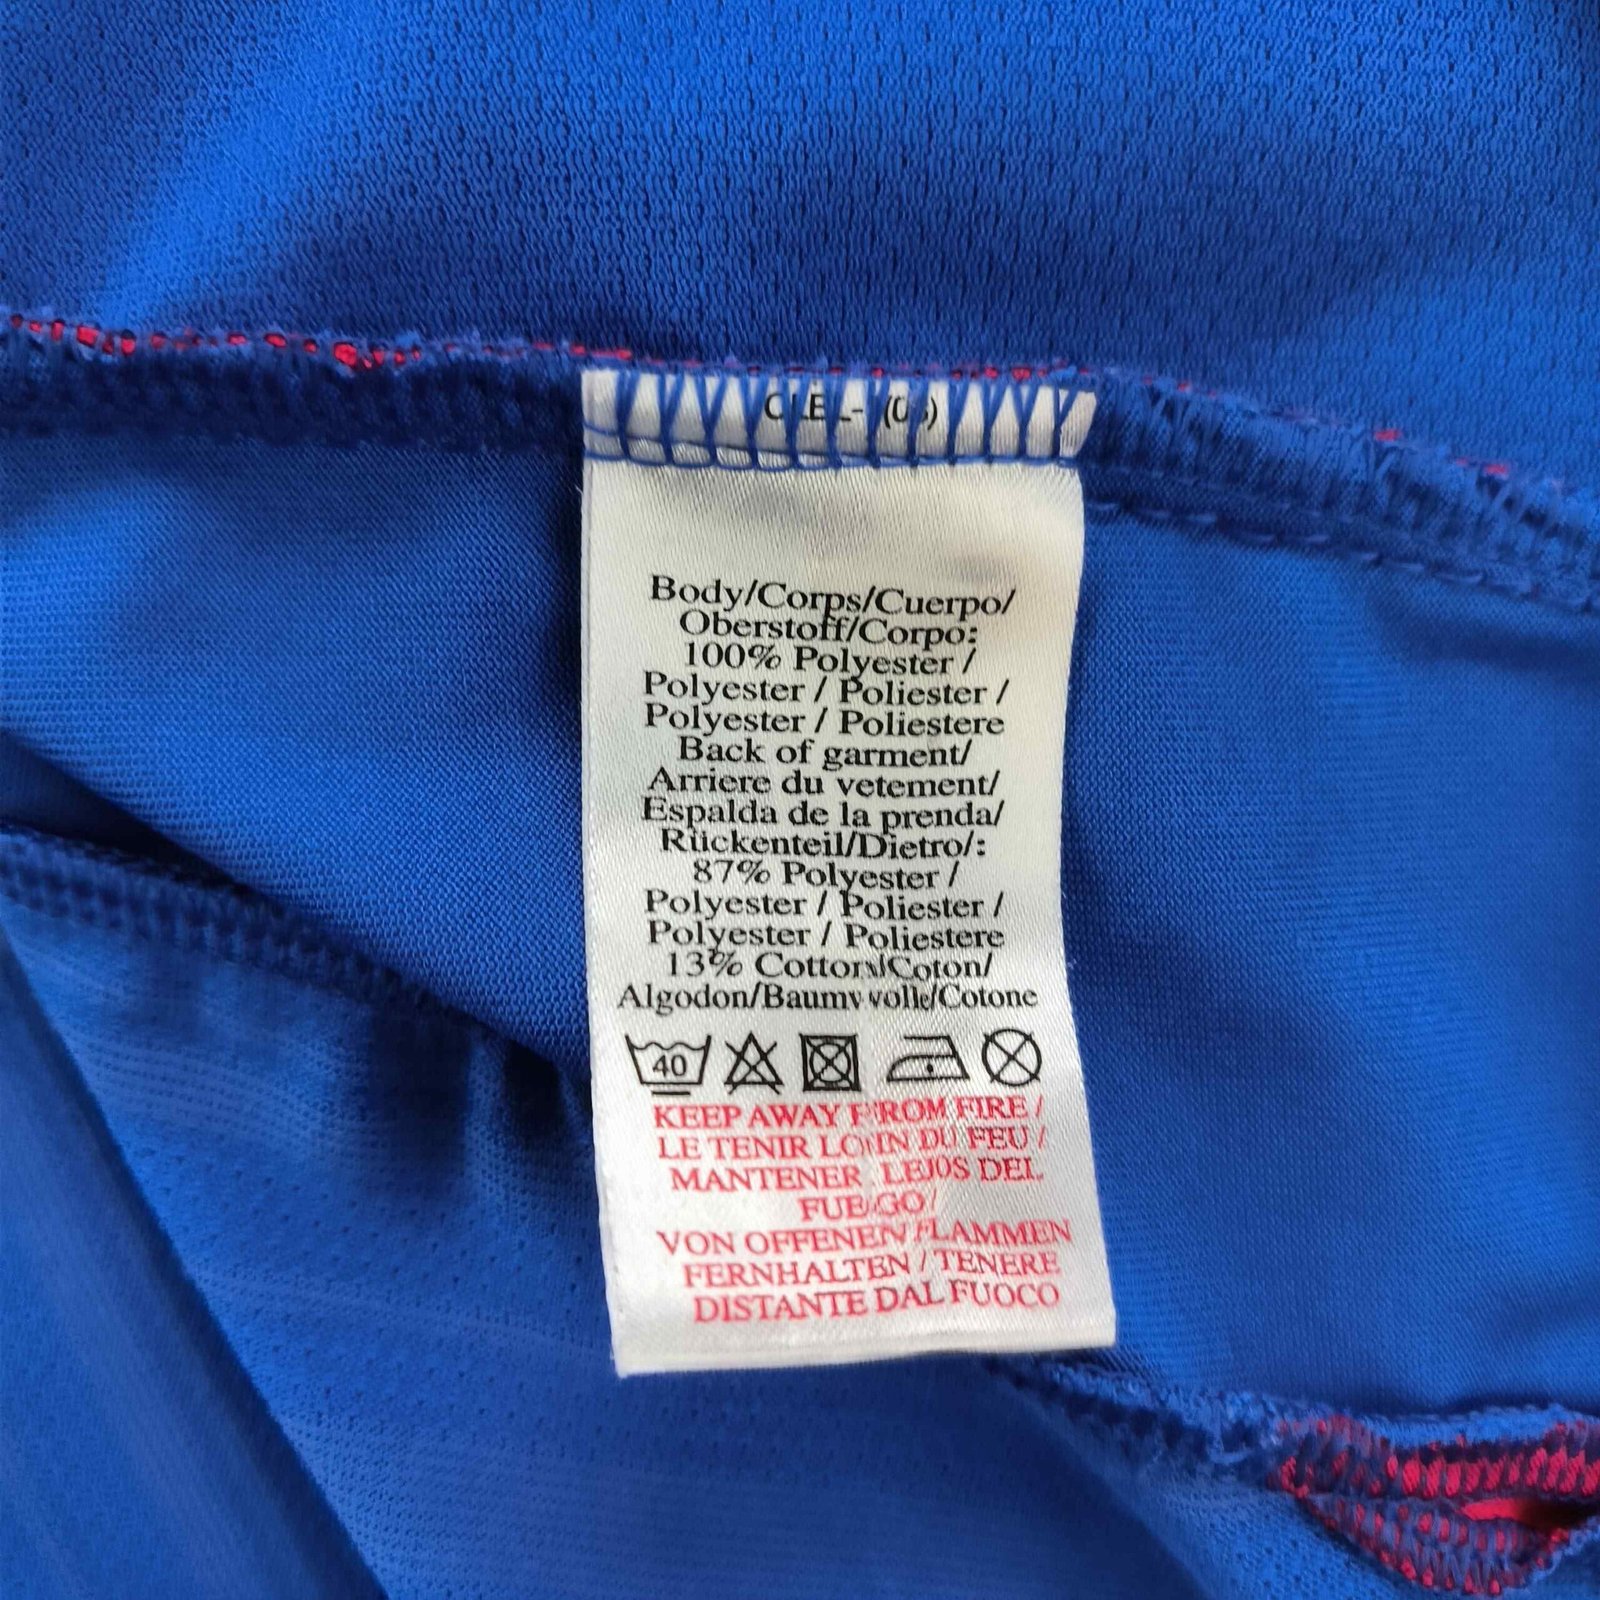 Body/Corps/Cuerpo/
Oberstoff/Corpo:
100% Polyester /
Polyester / Poliester /
Polyester / Poliestere
Back of garment/
Arriere du vetement/
Espalda de la prenda/
Rückenteil/Dietro/:
87% Polyester /
Polyester / Poliester /
Polyester / Poliestere
13% Cotton/Coton/
Algodon/Baumwolle/Cotone
40
KEEP AWAY FROM FIRE /
LE TENIR LOIN DU FEU /
MANTENER LEJOS DEL
FUEGO/
VON OFFENEN FLAMMEN
FERNHALTEN / TENERE
DISTANTE DAL FUOCO